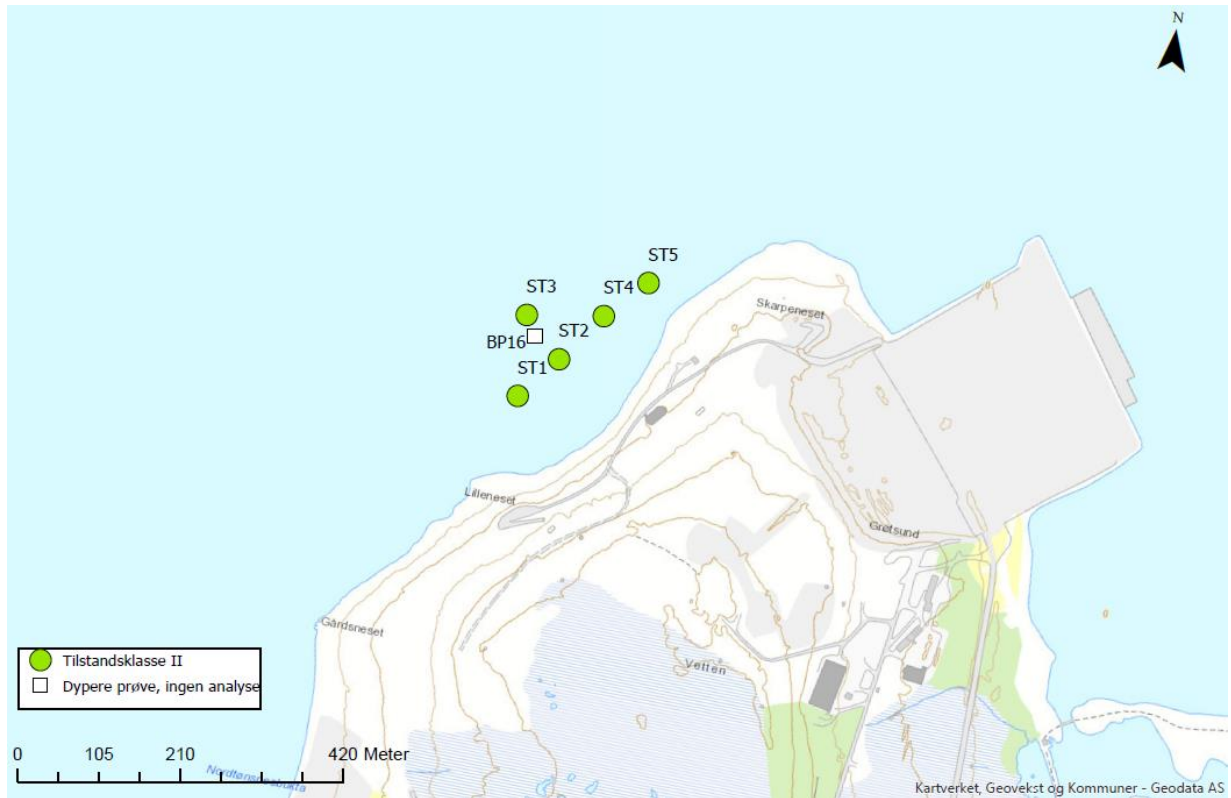 N
ST5
ST3
ST4
ST2
BP16
ST1
Skarpeneset
Lilleneset
Grøtsund
Gårdsneset
Vetten
Tilstandsklasse II
Dypere prøve, ingen analyse
0 105 210 420 Meter
Kartverket, Geovekst og Kommuner - Geodata AS